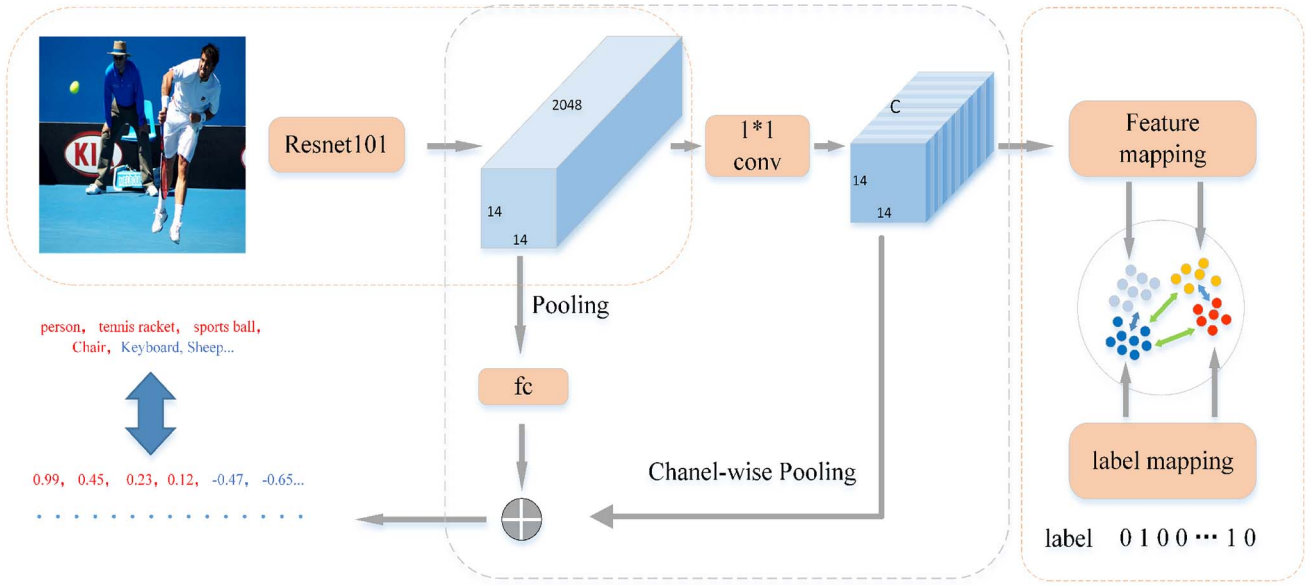 Resnet101
2048
14
14
1*1
conv
C
14
14
Feature
mapping
KIA
Pooling
person, tennis racket, sports ball,
Chair, Keyboard, Sheep...
fc
0.99, 0.45, 0.23, 0.12, -0.47, -0.65...
Chanel-wise Pooling
label mapping
label 0 1 0 0 ··· 1 0